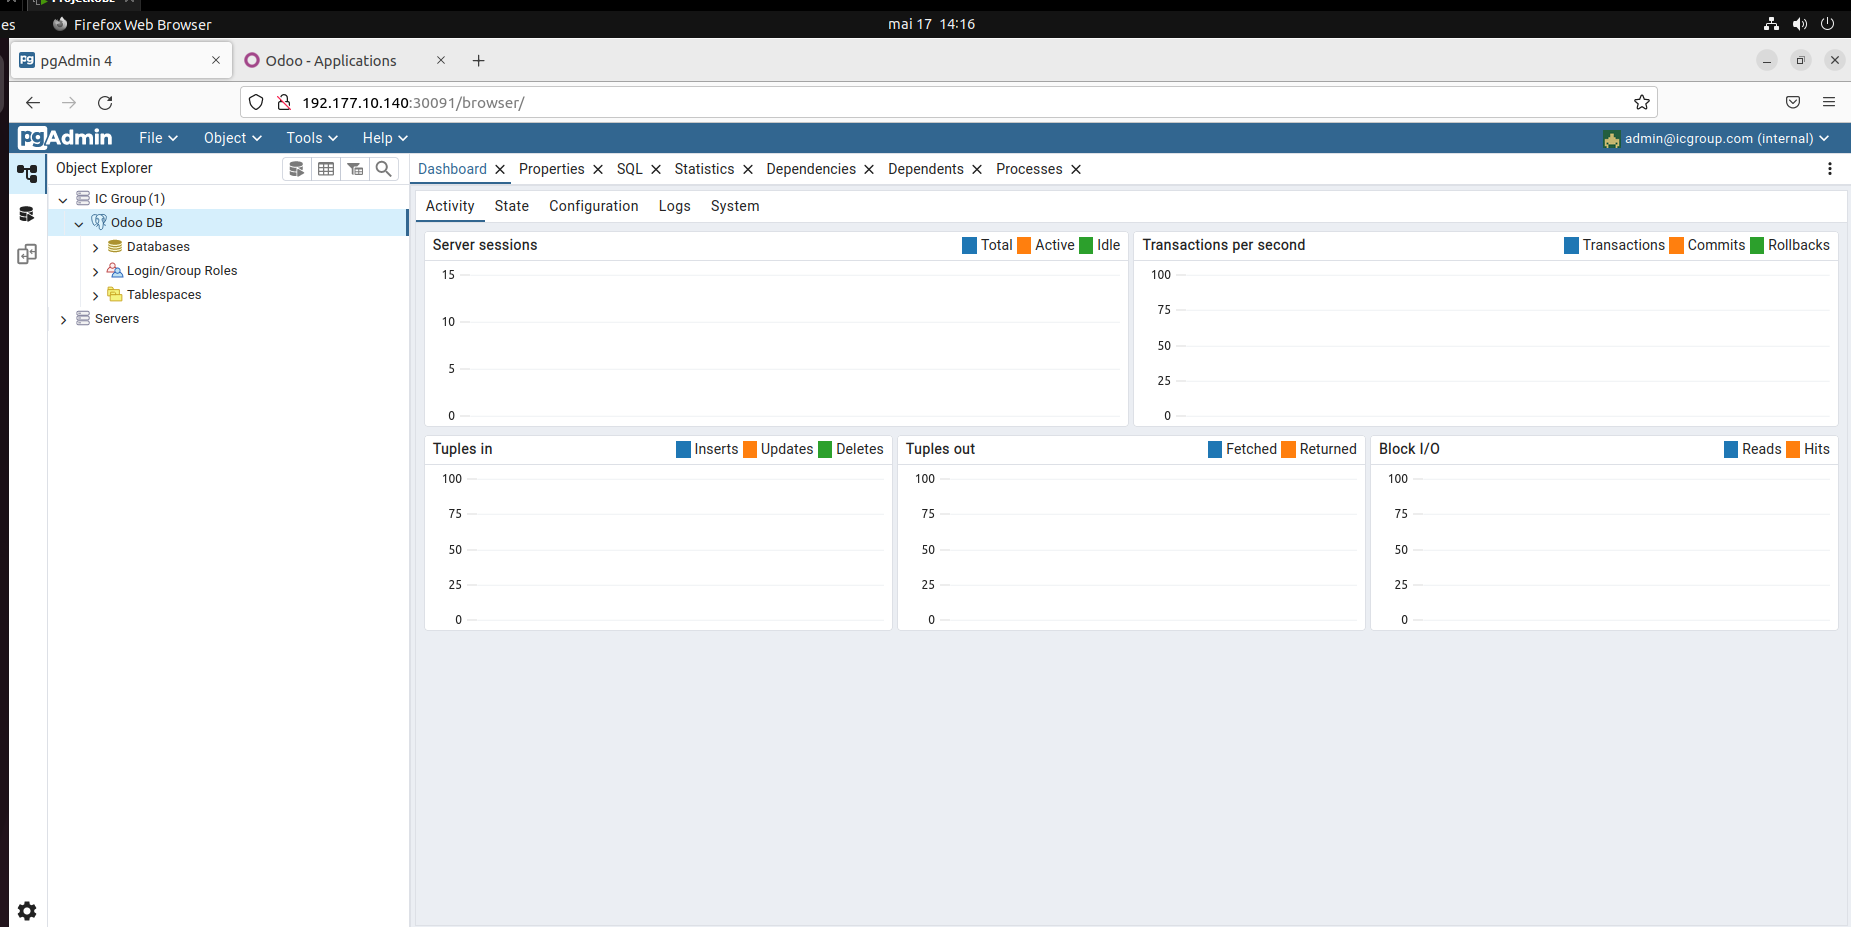 es Firefox Web Browser mai 17 14:16
pgAdmin 4 Odoo - Applications
192.177.10.140:30091/browser/
pgAdmin File Object Tools Help admin@icgroup.com (internal)
Object Explorer
Dashboard Properties SQL Statistics Dependencies Dependents Processes
IC Group (1)
Odoo DB
Databases
Login/Group Roles
Tablespaces
Servers
Activity State Configuration Logs System
Server sessions Total Active Idle
15
10
5
0
Transactions per second Transactions Commits Rollbacks
100
75
50
25
0
Tuples in Inserts Updates Deletes
100
75
50
25
0
Tuples out Fetched Returned
100
75
50
25
0
Block I/O Reads Hits
100
75
50
25
0